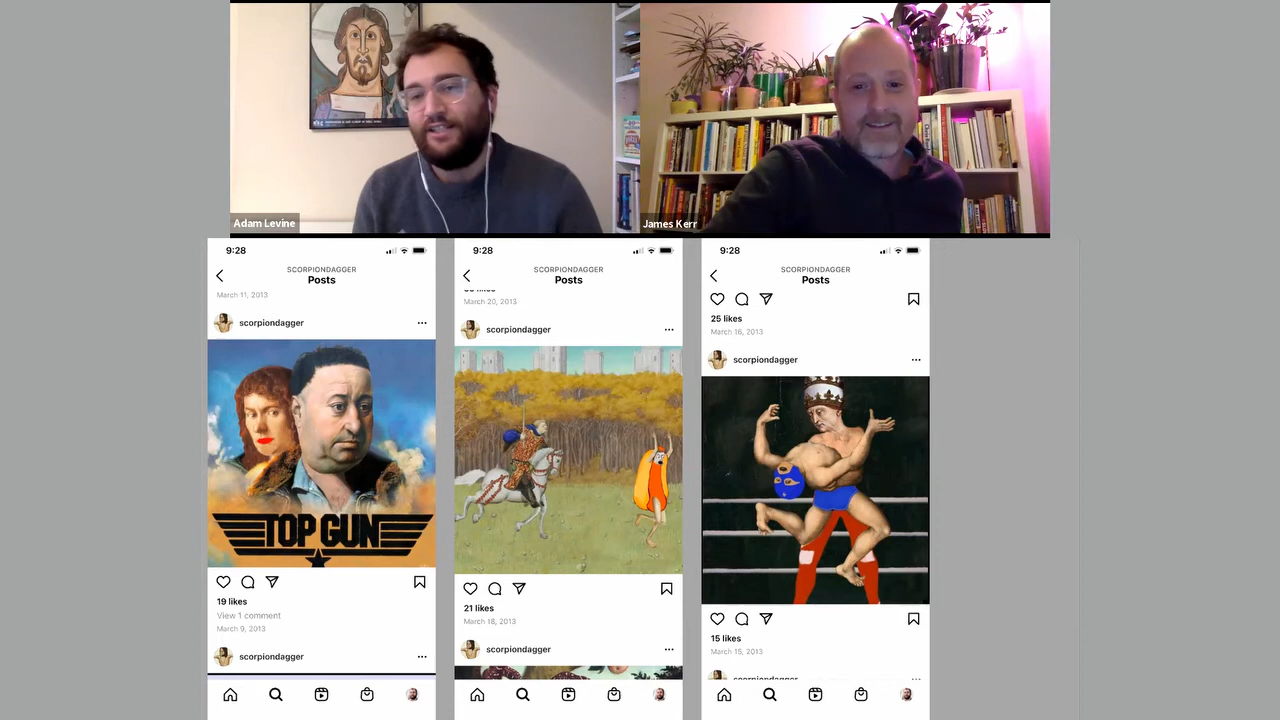 Adam Levine
James Kerr
9:28
SCORPIONDAGGER
Posts
March 11, 2013
scorpiondagger
TOP GUN
19 likes
View 1 comment
March 9, 2013
scorpiondagger
9:28
SCORPIONDAGGER
Posts
March 20, 2013
scorpiondagger
21 likes
March 18, 2013
scorpiondagger
9:28
SCORPIONDAGGER
Posts
25 likes
March 16, 2013
scorpiondagger
15 likes
March 15, 2013